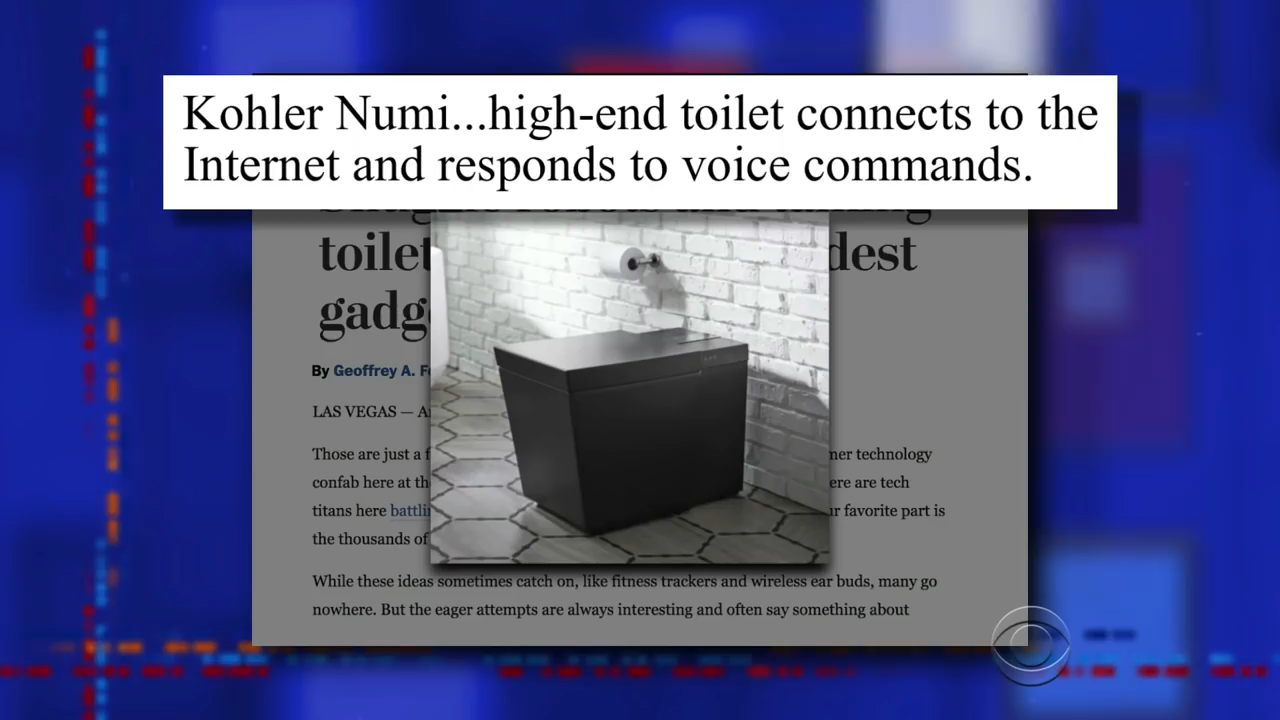 Kohler Numi...high-end toilet connects to the
Internet and responds to voice commands.
toilet dest
gadg
By Geoffrey A. F
LAS VEGAS — A
Those are just a f ner technology
confab here at th ere are tech
titans here battlin ur favorite part is
the thousands of
While these ideas sometimes catch on, like fitness trackers and wireless ear buds, many go
nowhere. But the eager attempts are always interesting and often say something about